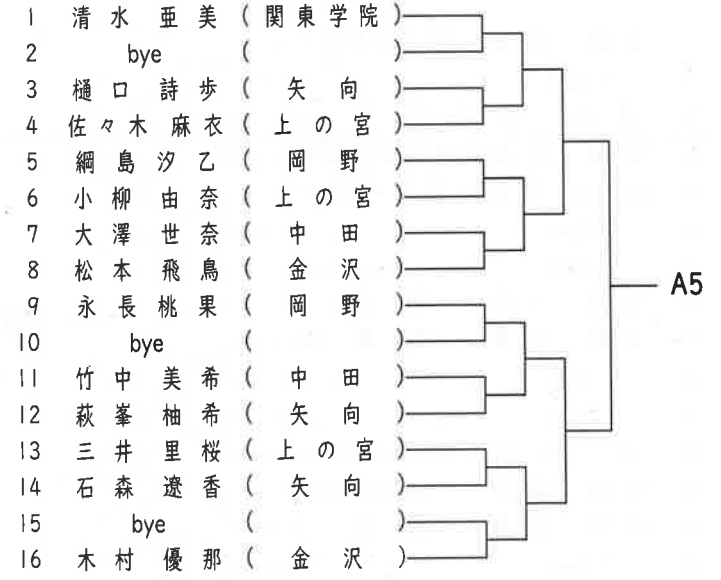 1 清水 亜美 (関東学院)
2 bye ( )
3 樋口 詩歩 (矢向)
4 佐々木 麻衣 (上の宮)
5 綱島汐乙 (岡野)
6 小柳 由奈 (上の宮)
7 大澤 世奈 (中田)
8 松本 飛鳥 (金沢)
9 永長桃果 (岡野)
10 bye ( )
11 竹中 美希 (中田)
12 萩峯 柚希 (矢向)
13 三井 里桜 (上の宮)
14 石森 遼香 (矢向)
15 bye ( )
16 木村 優那 (金沢)
A5